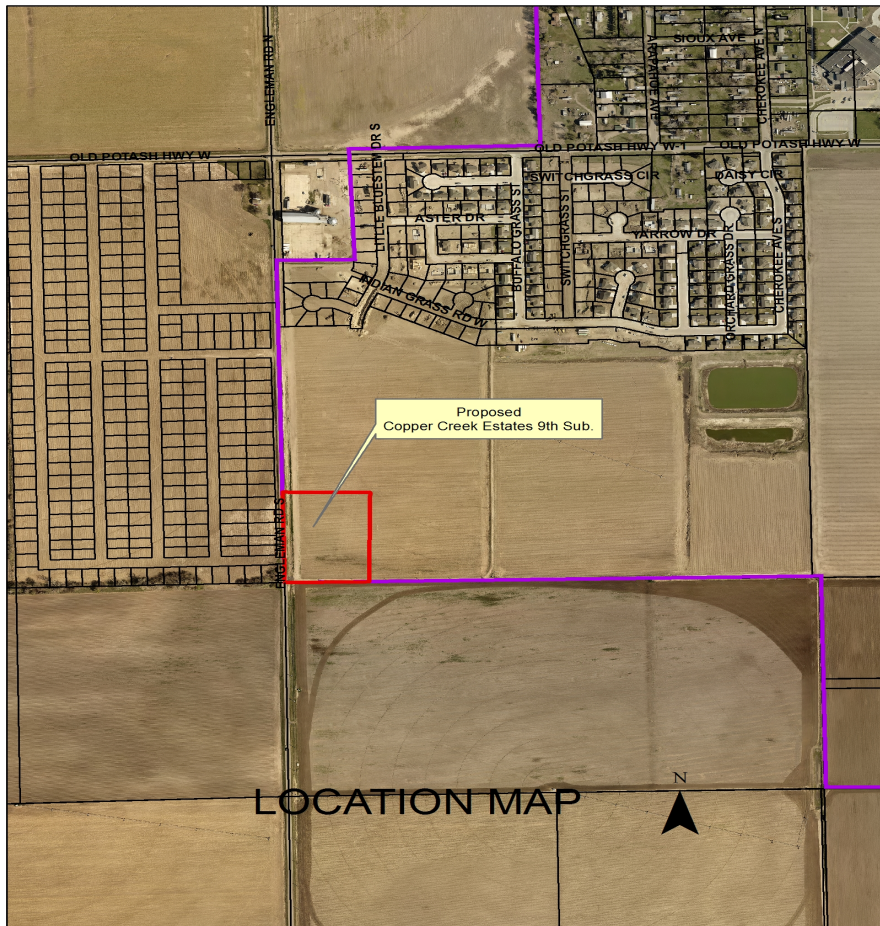 SIOUX AVE
ENGLEMAN RD N
ARAPAHOE AVE
CHEROKEE AVE N
OLD POTASH HWY W
OLD POTASH HWY W-1
OLD POTASH HWY W
LITTLE BLUESTEM DR S
SWITCHGRASS CIR
DAISY CIR
ASTER DR
BUFFALO GRASS ST
SWITCHGRASS ST
YARROW DR
ORCHARD GRASS DR
CHEROKEE AVE S
INDIAN GRASS RD W
Proposed
Copper Creek Estates 9th Sub.
ENGLEMAN RD S
N
LOCATION MAP